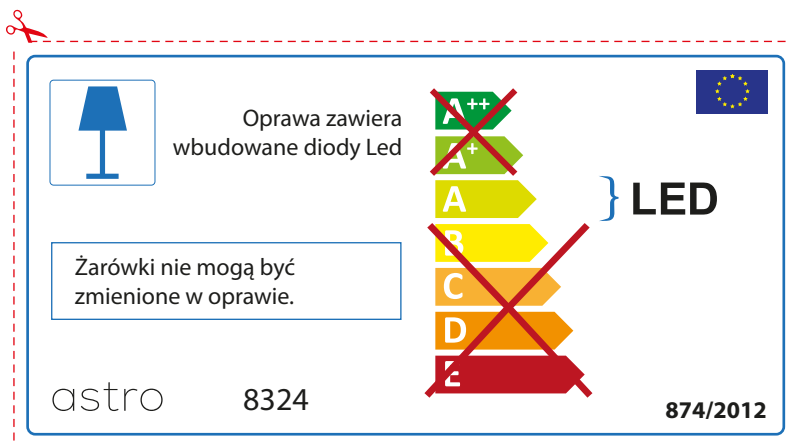 Oprawa zawiera
wbudowane diody Led
A++
A+
A
B
C
D
E
LED
Żarówki nie mogą być
zmienione w oprawie.
astro 8324
874/2012